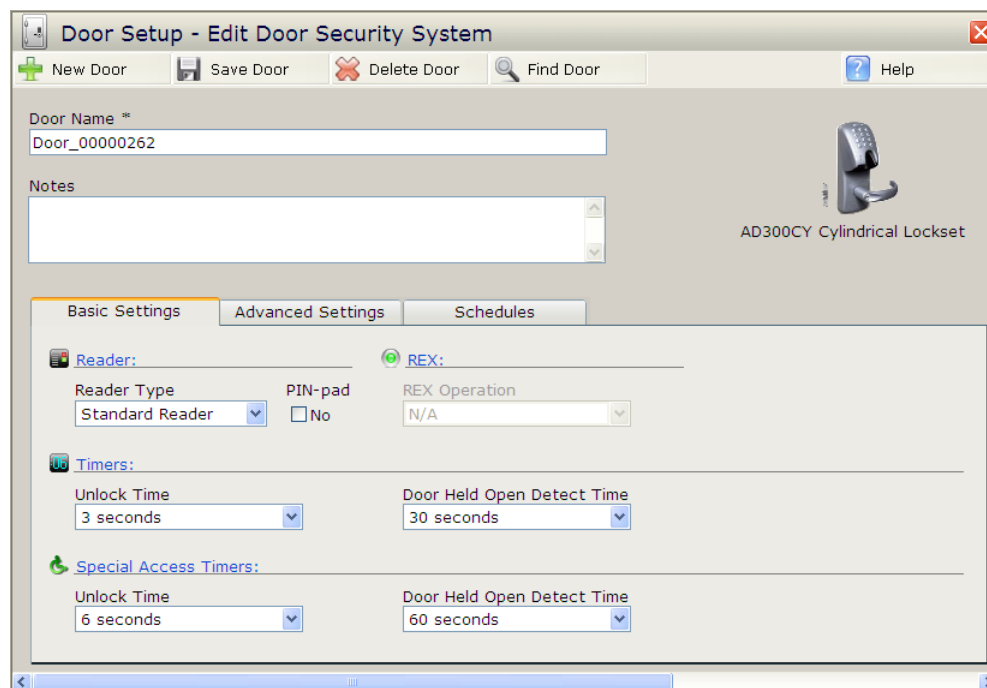 Door Setup - Edit Door Security System
New Door Save Door Delete Door Find Door Help
Door Name *
Door_00000262
Notes
AD300CY Cylindrical Lockset
Basic Settings Advanced Settings Schedules
Reader: REX:
Reader Type PIN-pad REX Operation
Standard Reader No N/A
Timers:
Unlock Time Door Held Open Detect Time
3 seconds 30 seconds
Special Access Timers:
Unlock Time Door Held Open Detect Time
6 seconds 60 seconds